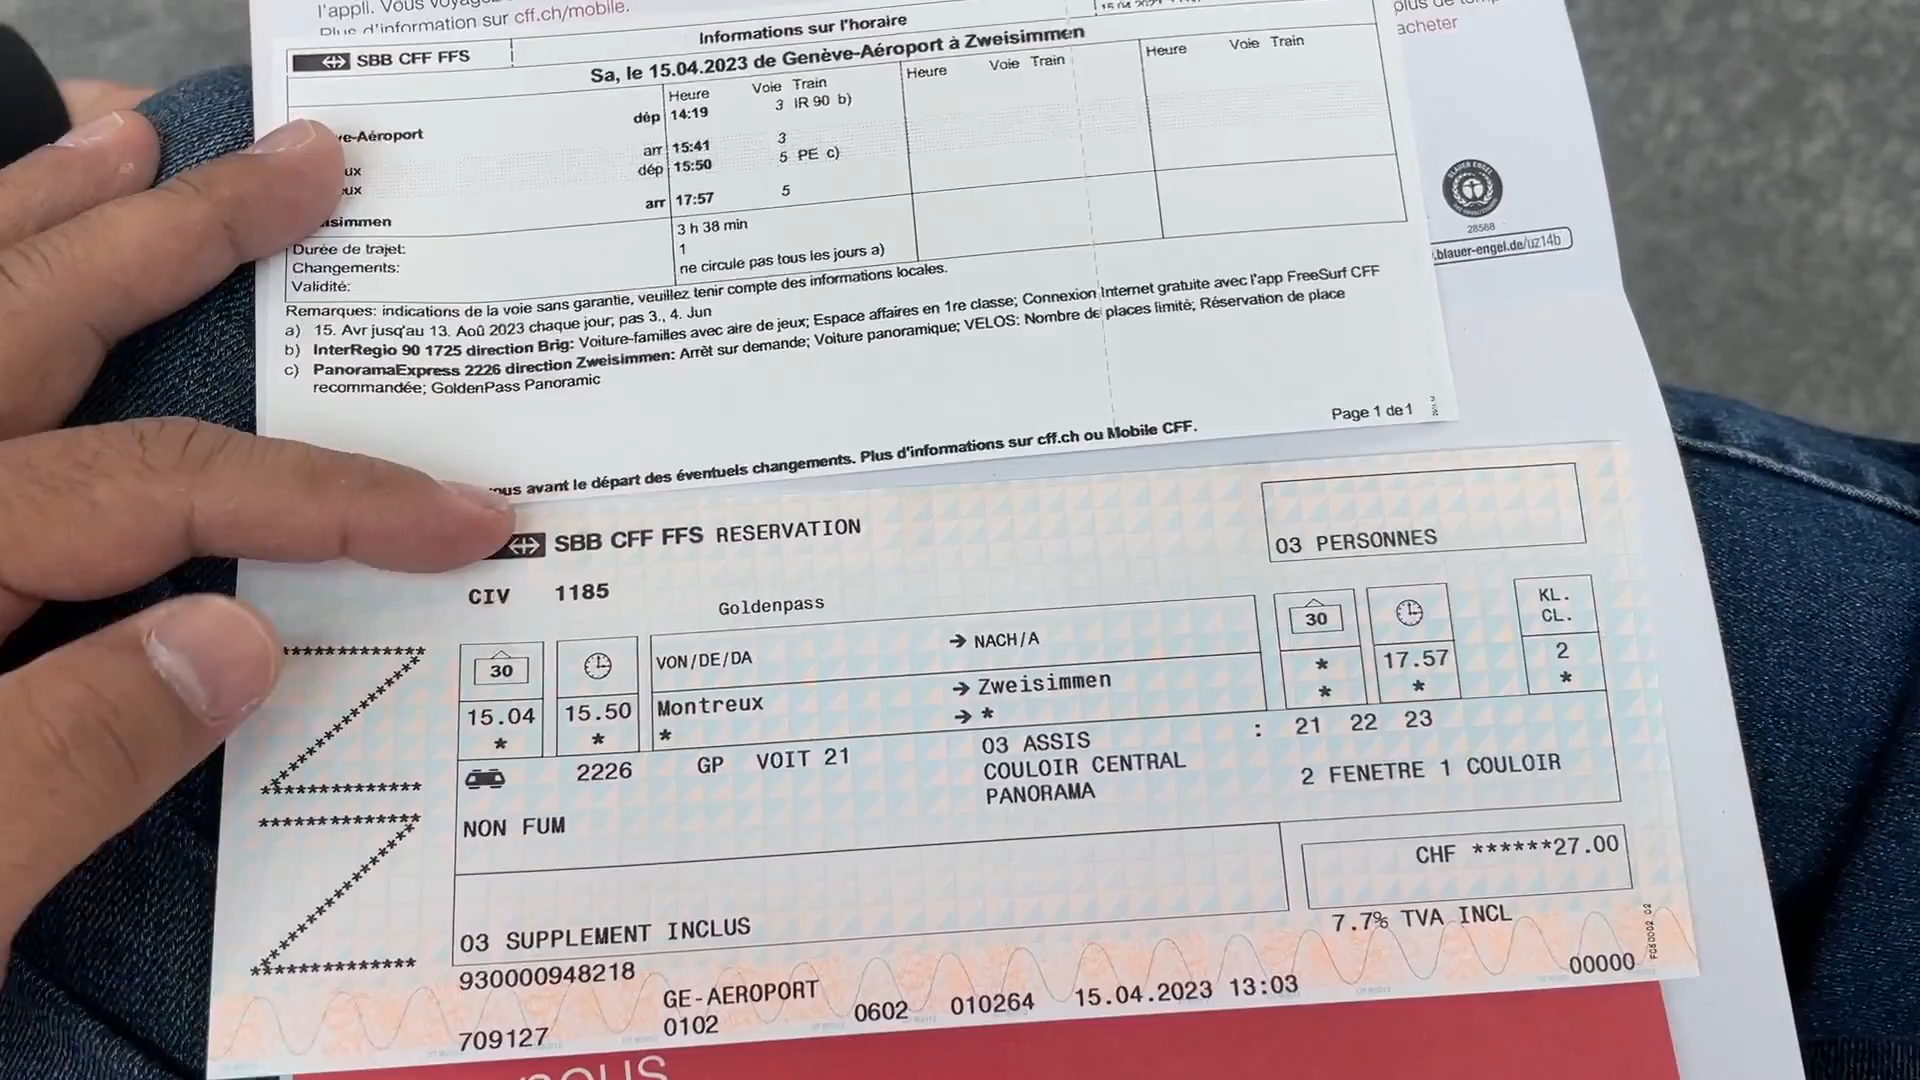 l'appli. Vous
Plus d'information sur cff.ch/mobile.
acheter
SBB CFF FFS
Informations sur l'horaire
Sa, le 15.04.2023 de Genève-Aéroport à Zweisimmen
Heure Voie Train Heure Voie Train Heure Voie Train
ve-Aéroport dép 14:19 3 IR 90 b)
ux arr 15:41 3
eux dép 15:50 5 PE c)
isimmen arr 17:57 5
Durée de trajet: 3 h 38 min
Changements: 1
Validité: ne circule pas tous les jours a)
Remarques: indications de la voie sans garantie, veuillez tenir compte des informations locales.
a) 15. Avr jusqu'au 13. Aoû 2023 chaque jour; pas 3., 4. Jun
b) InterRegio 90 1725 direction Brig: Voiture-familles avec aire de jeux; Espace affaires en 1re classe; Connexion Internet gratuite avec l'app FreeSurf CFF
c) PanoramaExpress 2226 direction Zweisimmen: Arrêt sur demande; Voiture panoramique; VELOS: Nombre de places limité; Réservation de place
recommandée; GoldenPass Panoramic
Page 1 de 1
ous avant le départ des éventuels changements. Plus d'informations sur cff.ch ou Mobile CFF.
28568
.blauer-engel.de/uz14b
SBB CFF FFS RESERVATION
03 PERSONNES
CIV 1185
Goldenpass
30 VON/DE/DA → NACH/A 30 KL. CL.
15.04 15.50 Montreux → Zweisimmen * 17.57 2
* * * → * * * *
2226 GP VOIT 21 03 ASSIS : 21 22 23
COULOIR CENTRAL 2 FENETRE 1 COULOIR
PANORAMA
NON FUM
CHF ******27.00
03 SUPPLEMENT INCLUS
7.7% TVA INCL
930000948218
GE-AEROPORT
00000
709127 0102 0602 010264 15.04.2023 13:03